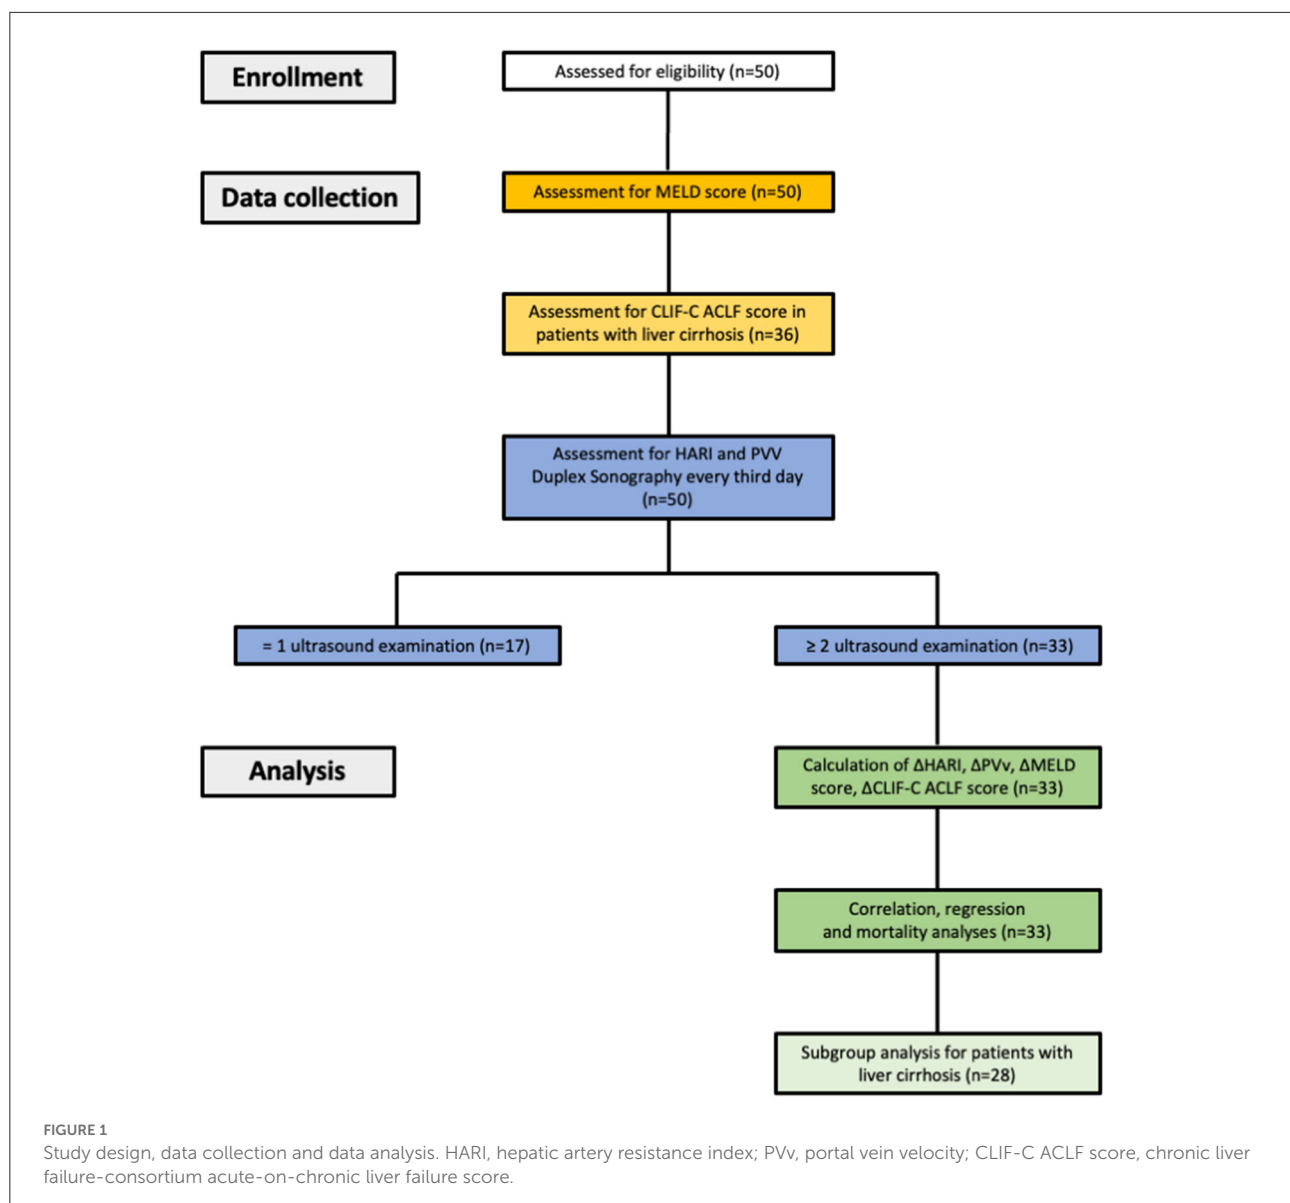 Enrollment
Assessed for eligibility (n=50)
Data collection
Assessment for MELD score (n=50)
Assessment for CLIF-C ACLF score in
patients with liver cirrhosis (n=36)
Assessment for HARI and PVV
Duplex Sonography every third day
(n=50)
= 1 ultrasound examination (n=17)
≥ 2 ultrasound examination (n=33)
Analysis
Calculation of ΔHARI, ΔPVv, ΔMELD
score, ΔCLIF-C ACLF score (n=33)
Correlation, regression
and mortality analyses (n=33)
Subgroup analysis for patients with
liver cirrhosis (n=28)
FIGURE 1
Study design, data collection and data analysis. HARI, hepatic artery resistance index; PVv, portal vein velocity; CLIF-C ACLF score, chronic liver
failure-consortium acute-on-chronic liver failure score.